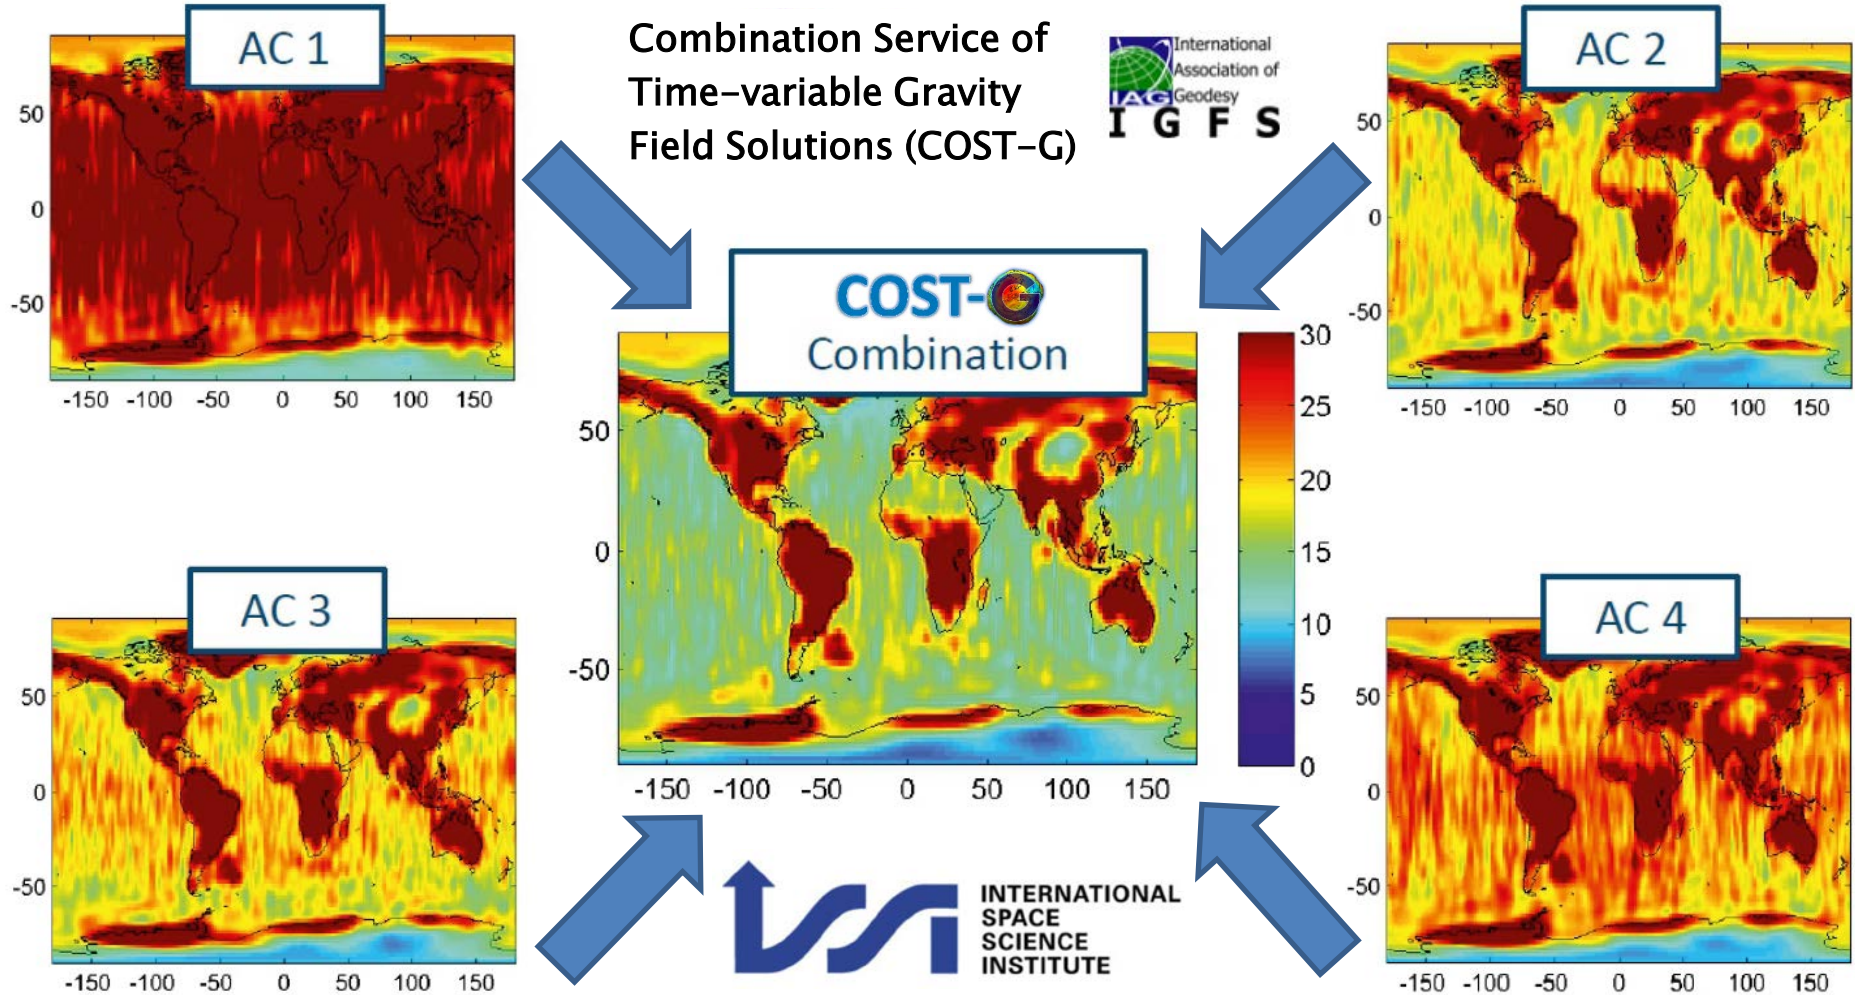 AC 1
Combination Service of
Time-variable Gravity
Field Solutions (COST-G)
International
Association of
IAG Geodesy
I G F S
AC 2
50
0
-50
-150 -100 -50 0 50 100 150
50
0
-50
-150 -100 -50 0 50 100 150
COST-G
Combination
50
0
-50
-150 -100 -50 0 50 100 150
30
25
20
15
10
5
0
AC 3
50
0
-50
-150 -100 -50 0 50 100 150
AC 4
50
0
-50
-150 -100 -50 0 50 100 150
ISSI
INTERNATIONAL
SPACE
SCIENCE
INSTITUTE